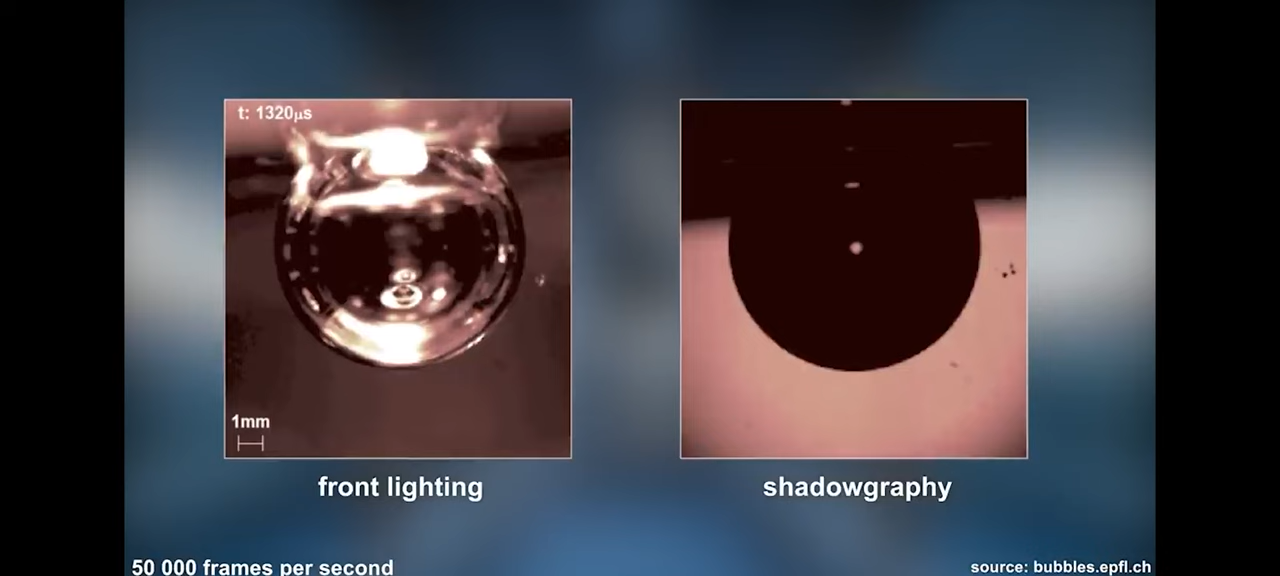 t: 1320μs
1mm
front lighting
shadowgraphy
50 000 frames per second
source: bubbles.epfl.ch